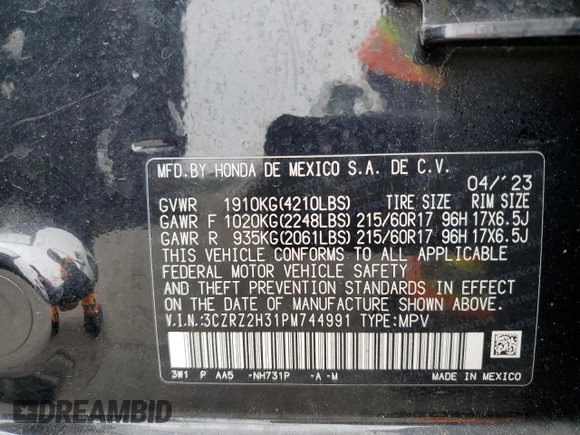 MFD. BY HONDA DE MEXICO S.A. DE C.V.
04/'23
GVWR 1910KG(4210LBS) TIRE SIZE RIM SIZE
GAWR F 1020KG(2248LBS) 215/60R17 96H 17X6.5J
GAWR R 935KG(2061LBS) 215/60R17 96H 17X6.5J
THIS VEHICLE CONFORMS TO ALL APPLICABLE
FEDERAL MOTOR VEHICLE SAFETY
AND THEFT PREVENTION STANDARDS IN EFFECT ON THE
DATE OF MANUFACTURE SHOWN ABOVE.
V.I.N.:3CZRZ2H31PM744991 TYPE:MPV
3W1 P AA5 -NH731P -A -M MADE IN MEXICO
DREAMBID